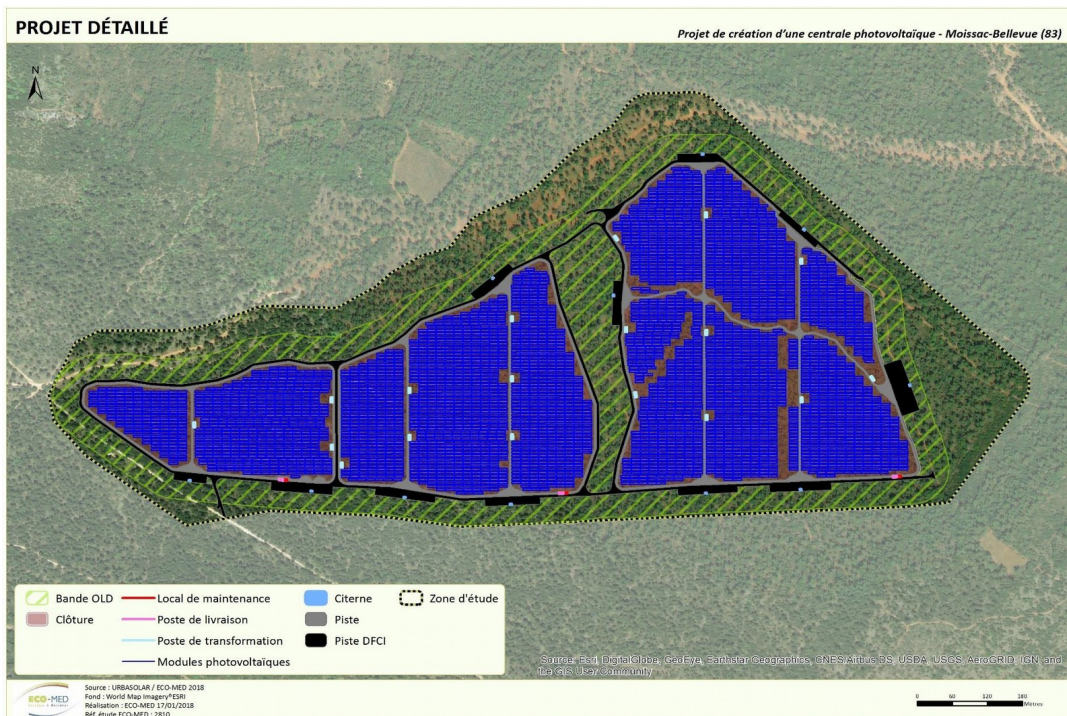 PROJET DÉTAILLÉ
Projet de création d'une centrale photovoltaïque - Moissac-Bellevue (83)
N
Bande OLD
Local de maintenance
Citerne
Zone d'étude
Clôture
Poste de livraison
Piste
Poste de transformation
Piste DFCI
Modules photovoltaïques
Source: Esri, DigitalGlobe, GeoEye, Earthstar Geographics, CNES/Airbus DS, USDA, USGS, AeroGRID, IGN, and
the GIS User Community
ECO-MED
Source : URBASOLAR / ECO-MED 2018
Fond : World Map Imagery®ESRI
Réalisation : ECO-MED 17/01/2018
Réf. étude ECO-MED : 2810
0 60 120 180
Mètres